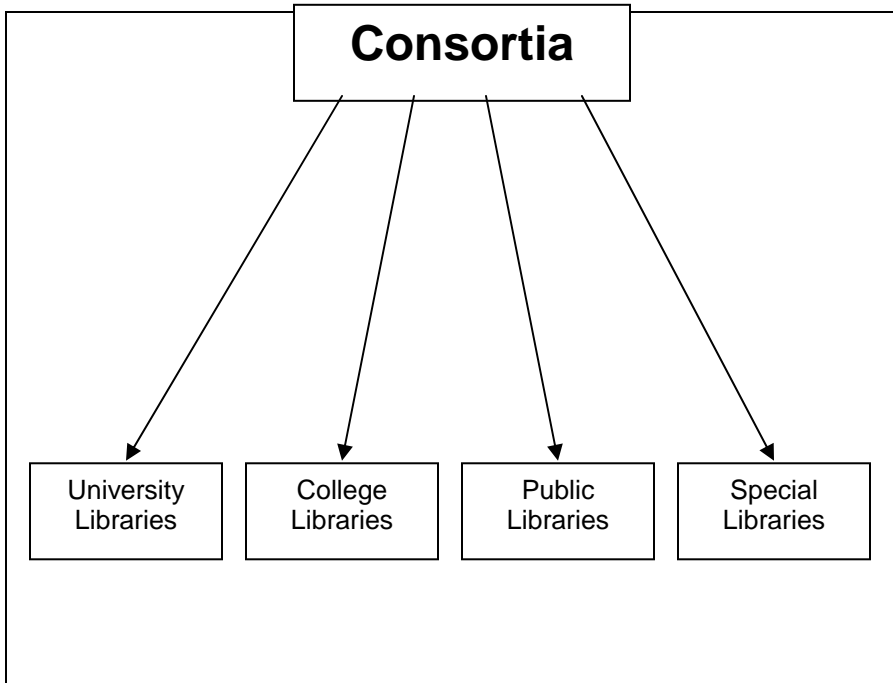 Consortia
University
Libraries
College
Libraries
Public
Libraries
Special
Libraries